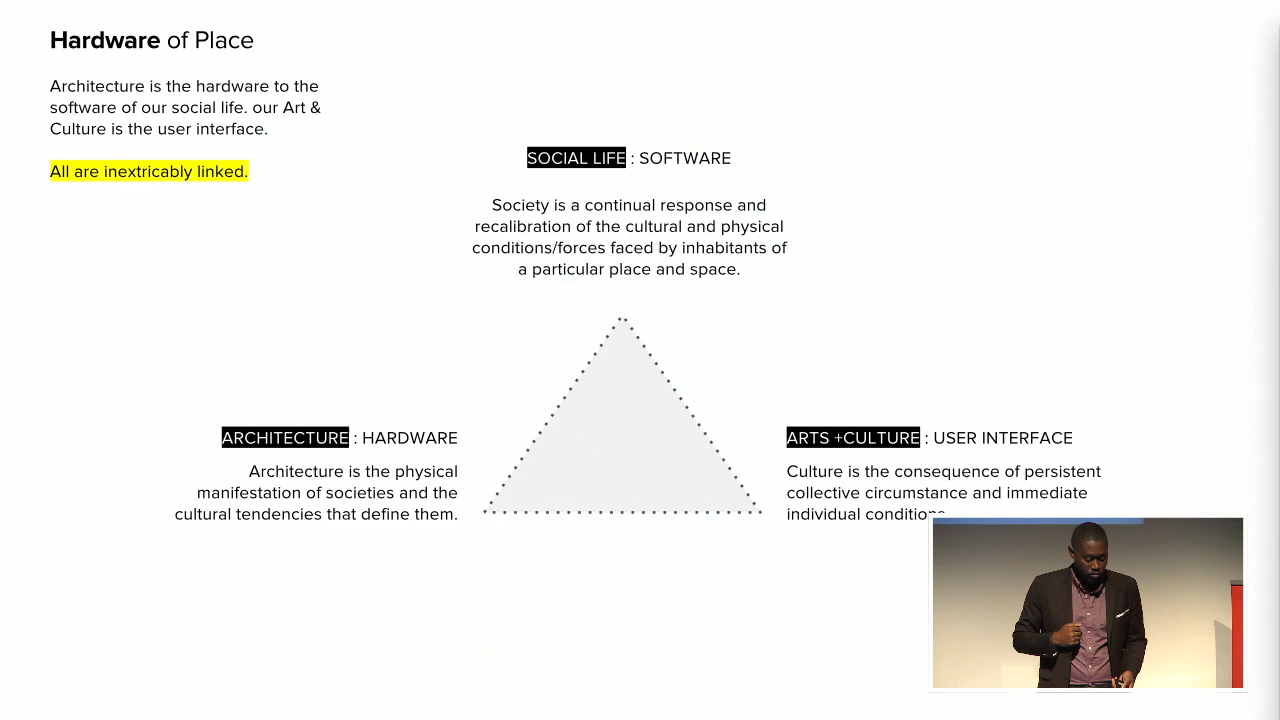 Hardware of Place
Architecture is the hardware to the
software of our social life. our Art &
Culture is the user interface.
All are inextricably linked.
SOCIAL LIFE : SOFTWARE
Society is a continual response and
recalibration of the cultural and physical
conditions/forces faced by inhabitants of
a particular place and space.
ARCHITECTURE : HARDWARE
Architecture is the physical
manifestation of societies and the
cultural tendencies that define them.
ARTS +CULTURE : USER INTERFACE
Culture is the consequence of persistent
collective circumstance and immediate
individual conditions.